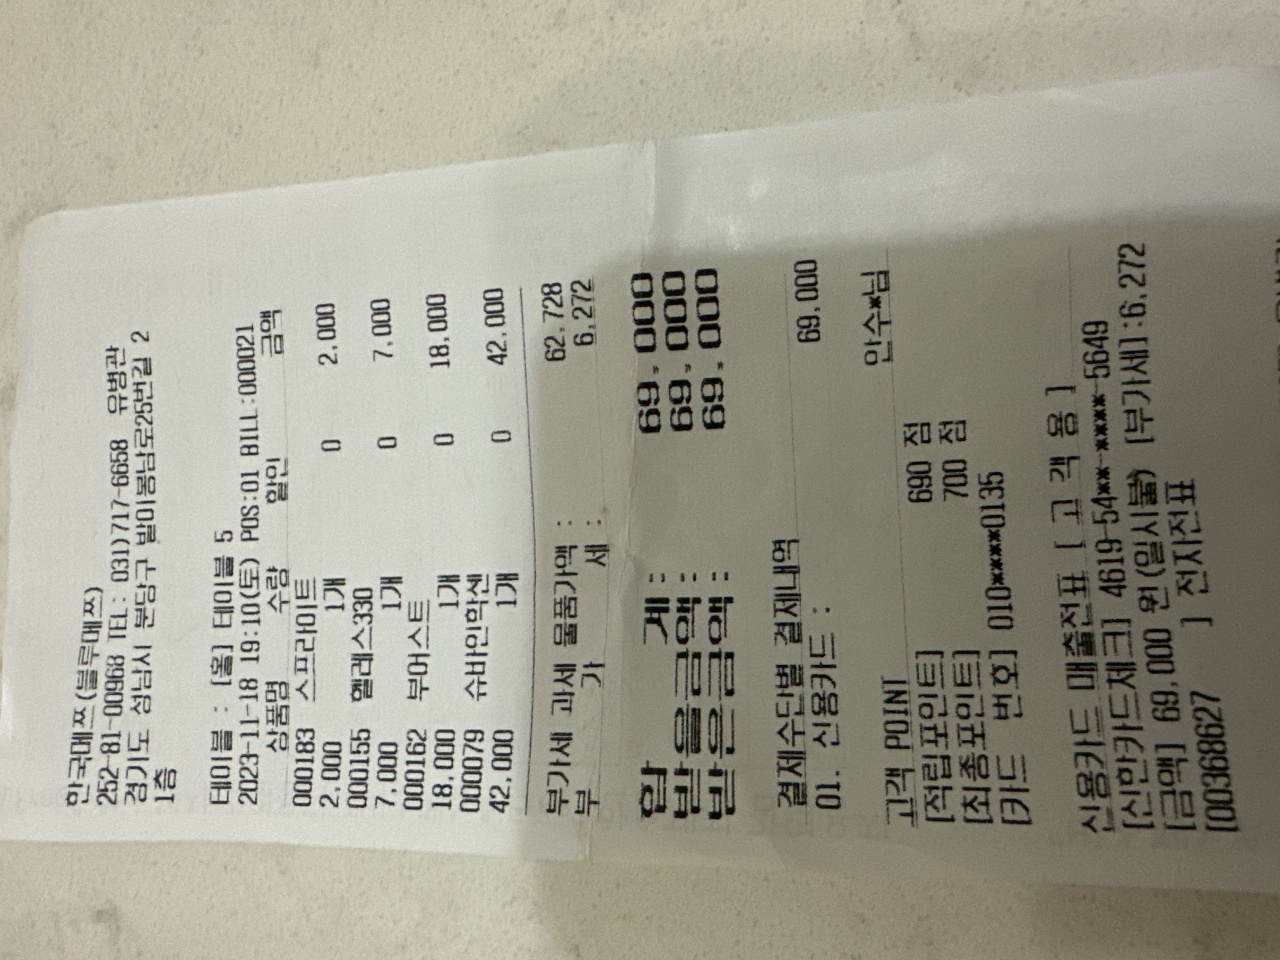 한국메쯔(블루메쯔)
252-81-00968 TEL: 031)717-6658 유병관
경기도 성남시 분당구 발이봉남로25번길 2
1층
테이블 : [홀] 테이블 5
2023-11-18 19:10(토) POS:01 BILL:000021
상품명 수량 할인 금액
000183 스프라이트
2,000 1개 0 2,000
000155 헬레스330
7,000 1개 0 7,000
000162 부어스트
18,000 1개 0 18,000
000079 슈바인학센
42,000 1개 0 42,000
부가세 과세 물품가액 : 62,728
부 가 세 : 6,272
합 계: 69,000
받을금액: 69,000
받은금액: 69,000
결제수단별 결제내역
01. 신용카드 : 69,000
고객 POINT 안수*님
[적립포인트] 690 점
[최종포인트] 700 점
[카드 번호] 010****0135
신용카드 매출전표 [ 고 객 용 ]
[신한카드체크] 4619-54**-****-5649
[금액] 69,000 원(일시불) [부가세]:6,272
[00368627 ] 전자전표